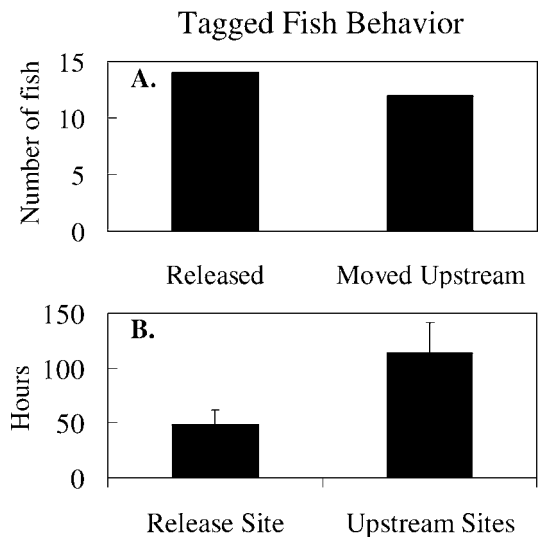 Tagged Fish Behavior
A.
Number of fish
15
10
5
0
Released Moved Upstream
B.
Hours
150
100
50
0
Release Site Upstream Sites